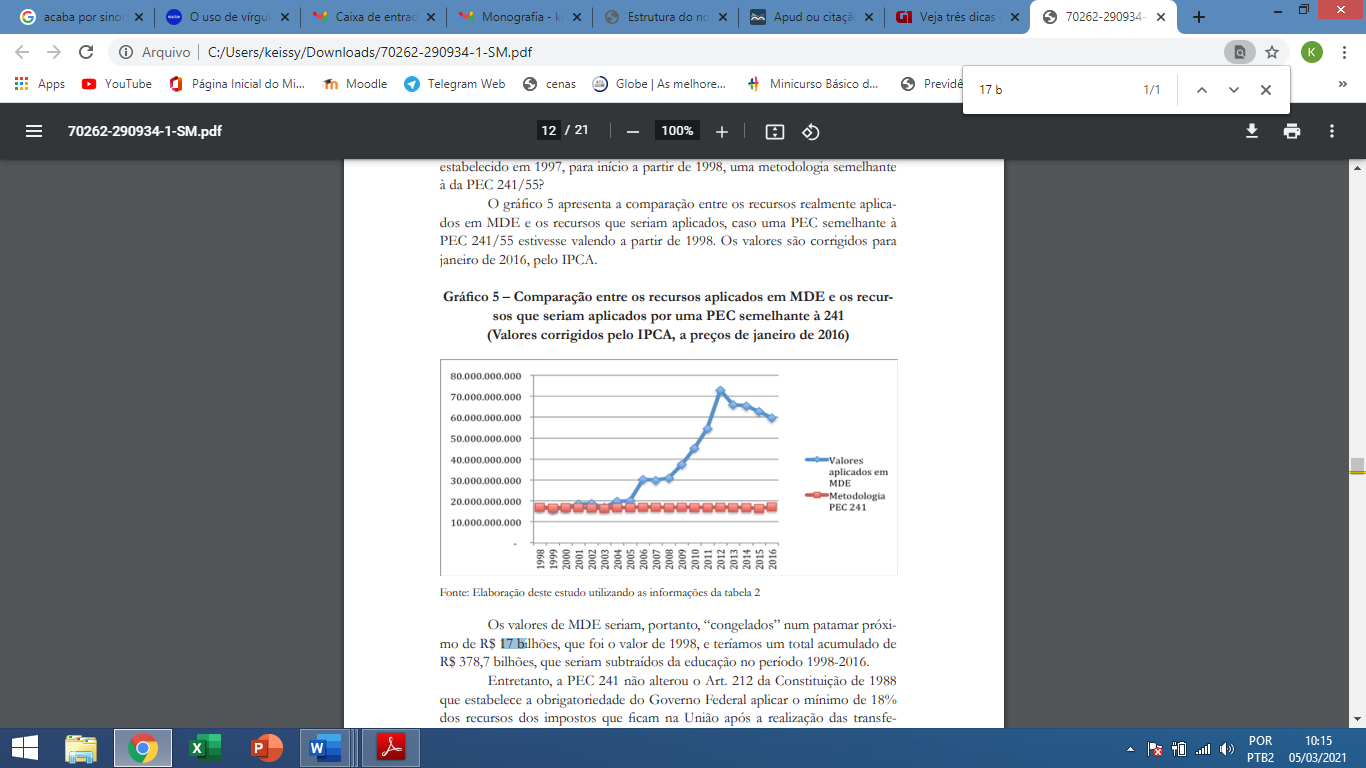 acaba por sinon
O uso de vírgul
Caixa de entrad
Monografia - ke
Estrutura do no
Apud ou citaçã
Veja três dicas e
70262-290934-
Arquivo
C:/Users/keissy/Downloads/70262-290934-1-SM.pdf
K
Apps
YouTube
Página Inicial do Mi...
Moodle
Telegram Web
cenas
Globe | As melhore...
Minicurso Básico d...
Previdê
»
17 b
1/1
70262-290934-1-SM.pdf
12 / 21
100%
estabelecido em 1997, para início a partir de 1998, uma metodologia semelhante
à da PEC 241/55?
O gráfico 5 apresenta a comparação entre os recursos realmente aplica-
dos em MDE e os recursos que seriam aplicados, caso uma PEC semelhante à
PEC 241/55 estivesse valendo a partir de 1998. Os valores são corrigidos para
janeiro de 2016, pelo IPCA.
Gráfico 5 – Comparação entre os recursos aplicados em MDE e os recur-
sos que seriam aplicados por uma PEC semelhante à 241
(Valores corrigidos pelo IPCA, a preços de janeiro de 2016)
80.000.000.000
70.000.000.000
60.000.000.000
50.000.000.000
40.000.000.000
30.000.000.000
20.000.000.000
10.000.000.000
-
1998 1999 2000 2001 2002 2003 2004 2005 2006 2007 2008 2009 2010 2011 2012 2013 2014 2015 2016
Valores
aplicados em
MDE
Metodologia
PEC 241
Fonte: Elaboração deste estudo utilizando as informações da tabela 2
Os valores de MDE seriam, portanto, “congelados” num patamar próxi-
mo de R$ 17 bilhões, que foi o valor de 1998, e teríamos um total acumulado de
R$ 378,7 bilhões, que seriam subtraídos da educação no período 1998-2016.
Entretanto, a PEC 241 não alterou o Art. 212 da Constituição de 1988
que estabelece a obrigatoriedade do Governo Federal aplicar o mínimo de 18%
dos recursos dos impostos que ficam na União após a realização das transfe-
POR
PTB2
10:15
05/03/2021